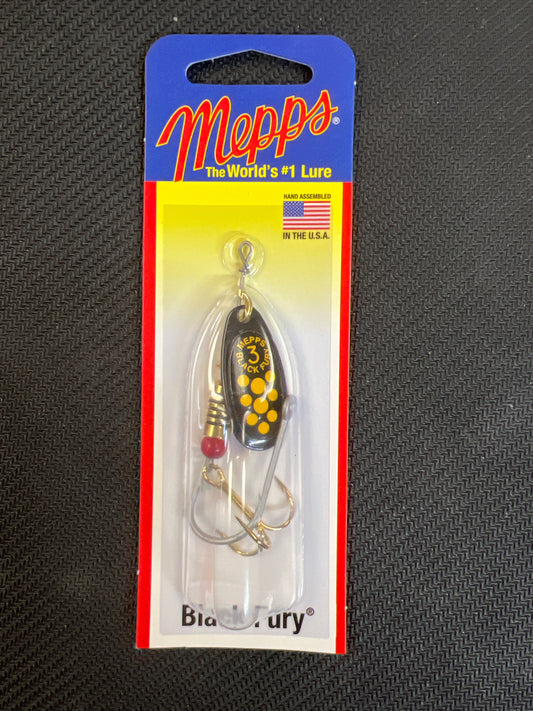 Mepps®
The World's #1 Lure
HAND ASSEMBLED
IN THE U.S.A.
MEPPS
3
BLACK FURY
Black Fury®